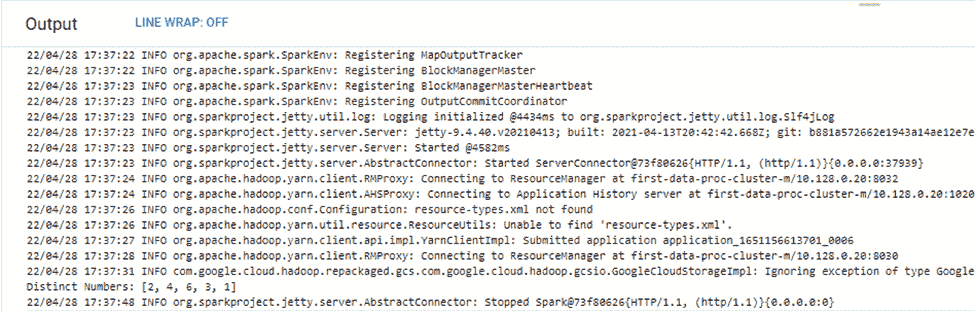 Output
LINE WRAP: OFF
22/04/28 17:37:22 INFO org.apache.spark.SparkEnv: Registering MapOutputTracker
22/04/28 17:37:22 INFO org.apache.spark.SparkEnv: Registering BlockManagerMaster
22/04/28 17:37:23 INFO org.apache.spark.SparkEnv: Registering BlockManagerMasterHeartbeat
22/04/28 17:37:23 INFO org.apache.spark.SparkEnv: Registering OutputCommitCoordinator
22/04/28 17:37:23 INFO org.sparkproject.jetty.util.log: Logging initialized @4434ms to org.sparkproject.jetty.util.log.Slf4jLog
22/04/28 17:37:23 INFO org.sparkproject.jetty.server.Server: jetty-9.4.40.v20210413; built: 2021-04-13T20:42:42.668Z; git: b881a572662e1943a14ae12e7e
22/04/28 17:37:23 INFO org.sparkproject.jetty.server.Server: Started @4582ms
22/04/28 17:37:23 INFO org.sparkproject.jetty.server.AbstractConnector: Started ServerConnector@73f80626{HTTP/1.1, (http/1.1)}{0.0.0.0:37939}
22/04/28 17:37:24 INFO org.apache.hadoop.yarn.client.RMProxy: Connecting to ResourceManager at first-data-proc-cluster-m/10.128.0.20:8032
22/04/28 17:37:24 INFO org.apache.hadoop.yarn.client.AHSProxy: Connecting to Application History server at first-data-proc-cluster-m/10.128.0.20:1020
22/04/28 17:37:26 INFO org.apache.hadoop.conf.Configuration: resource-types.xml not found
22/04/28 17:37:26 INFO org.apache.hadoop.yarn.util.resource.ResourceUtils: Unable to find 'resource-types.xml'.
22/04/28 17:37:27 INFO org.apache.hadoop.yarn.client.api.impl.YarnClientImpl: Submitted application application_1651156613701_0006
22/04/28 17:37:28 INFO org.apache.hadoop.yarn.client.RMProxy: Connecting to ResourceManager at first-data-proc-cluster-m/10.128.0.20:8030
22/04/28 17:37:31 INFO com.google.cloud.hadoop.repackaged.gcs.com.google.cloud.hadoop.gcsio.GoogleCloudStorageImpl: Ignoring exception of type Google
Distinct Numbers: [2, 4, 6, 3, 1]
22/04/28 17:37:48 INFO org.sparkproject.jetty.server.AbstractConnector: Stopped Spark@73f80626{HTTP/1.1, (http/1.1)}{0.0.0.0:0}